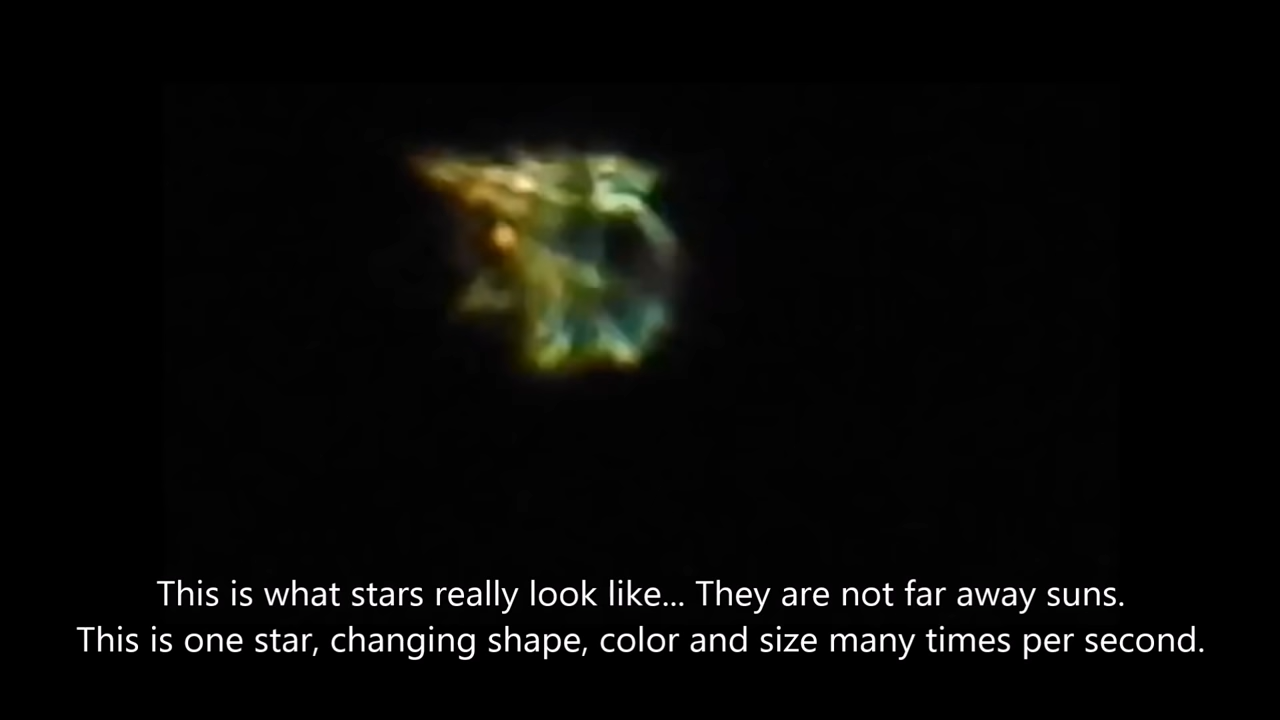 This is what stars really look like... They are not far away suns.
This is one star, changing shape, color and size many times per second.